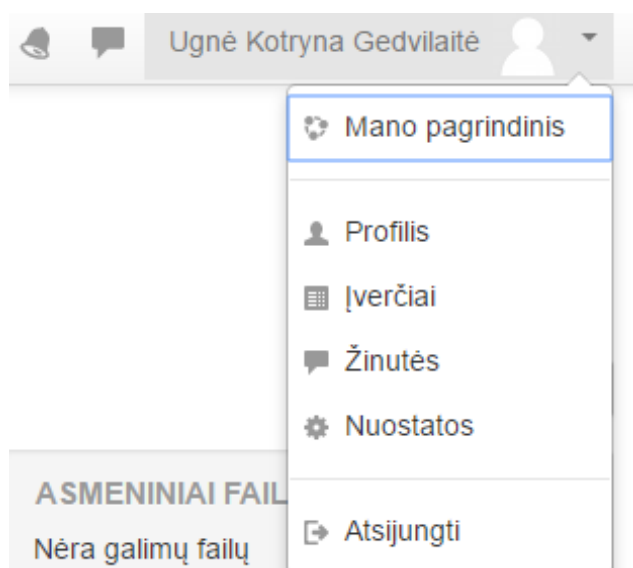 Ugnė Kotryna Gedvilaitė
Mano pagrindinis
Profilis
Įverčiai
Žinutės
Nuostatos
Atsijungti
ASMENINIAI FAIL
Nėra galimų failų